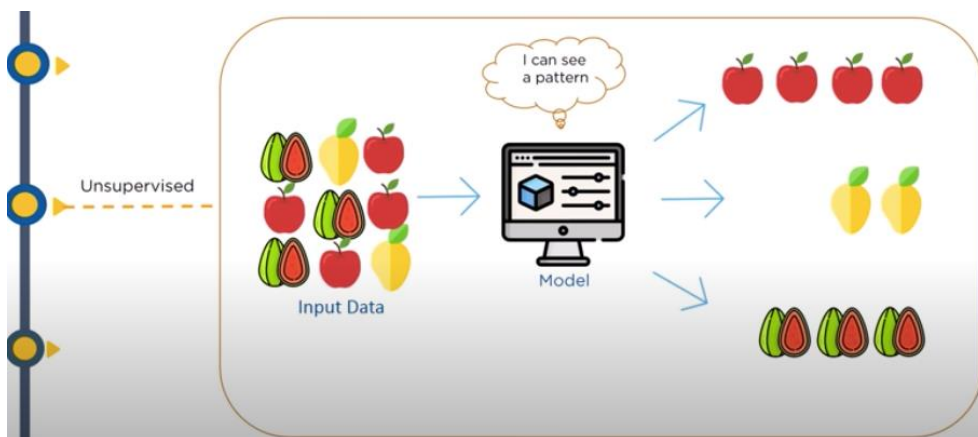 I can see
a pattern
Unsupervised
Model
Input Data